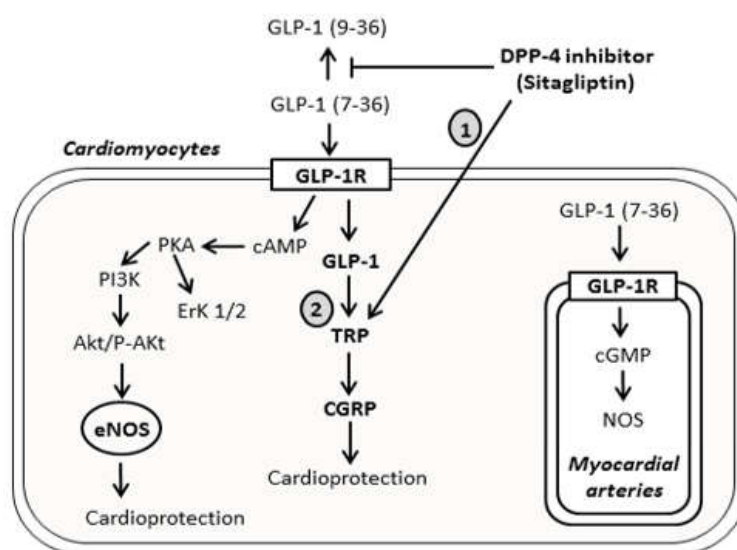 GLP-1 (9-36)
DPP-4 inhibitor
(Sitagliptin)
GLP-1 (7-36)
1
Cardiomyocytes
GLP-1R
GLP-1 (7-36)
PKA
cAMP
GLP-1
GLP-1R
PI3K
ErK 1/2
2
TRP
Akt/P-AKt
cGMP
CGRP
NOS
eNOS
Cardioprotection
Myocardial
arteries
Cardioprotection